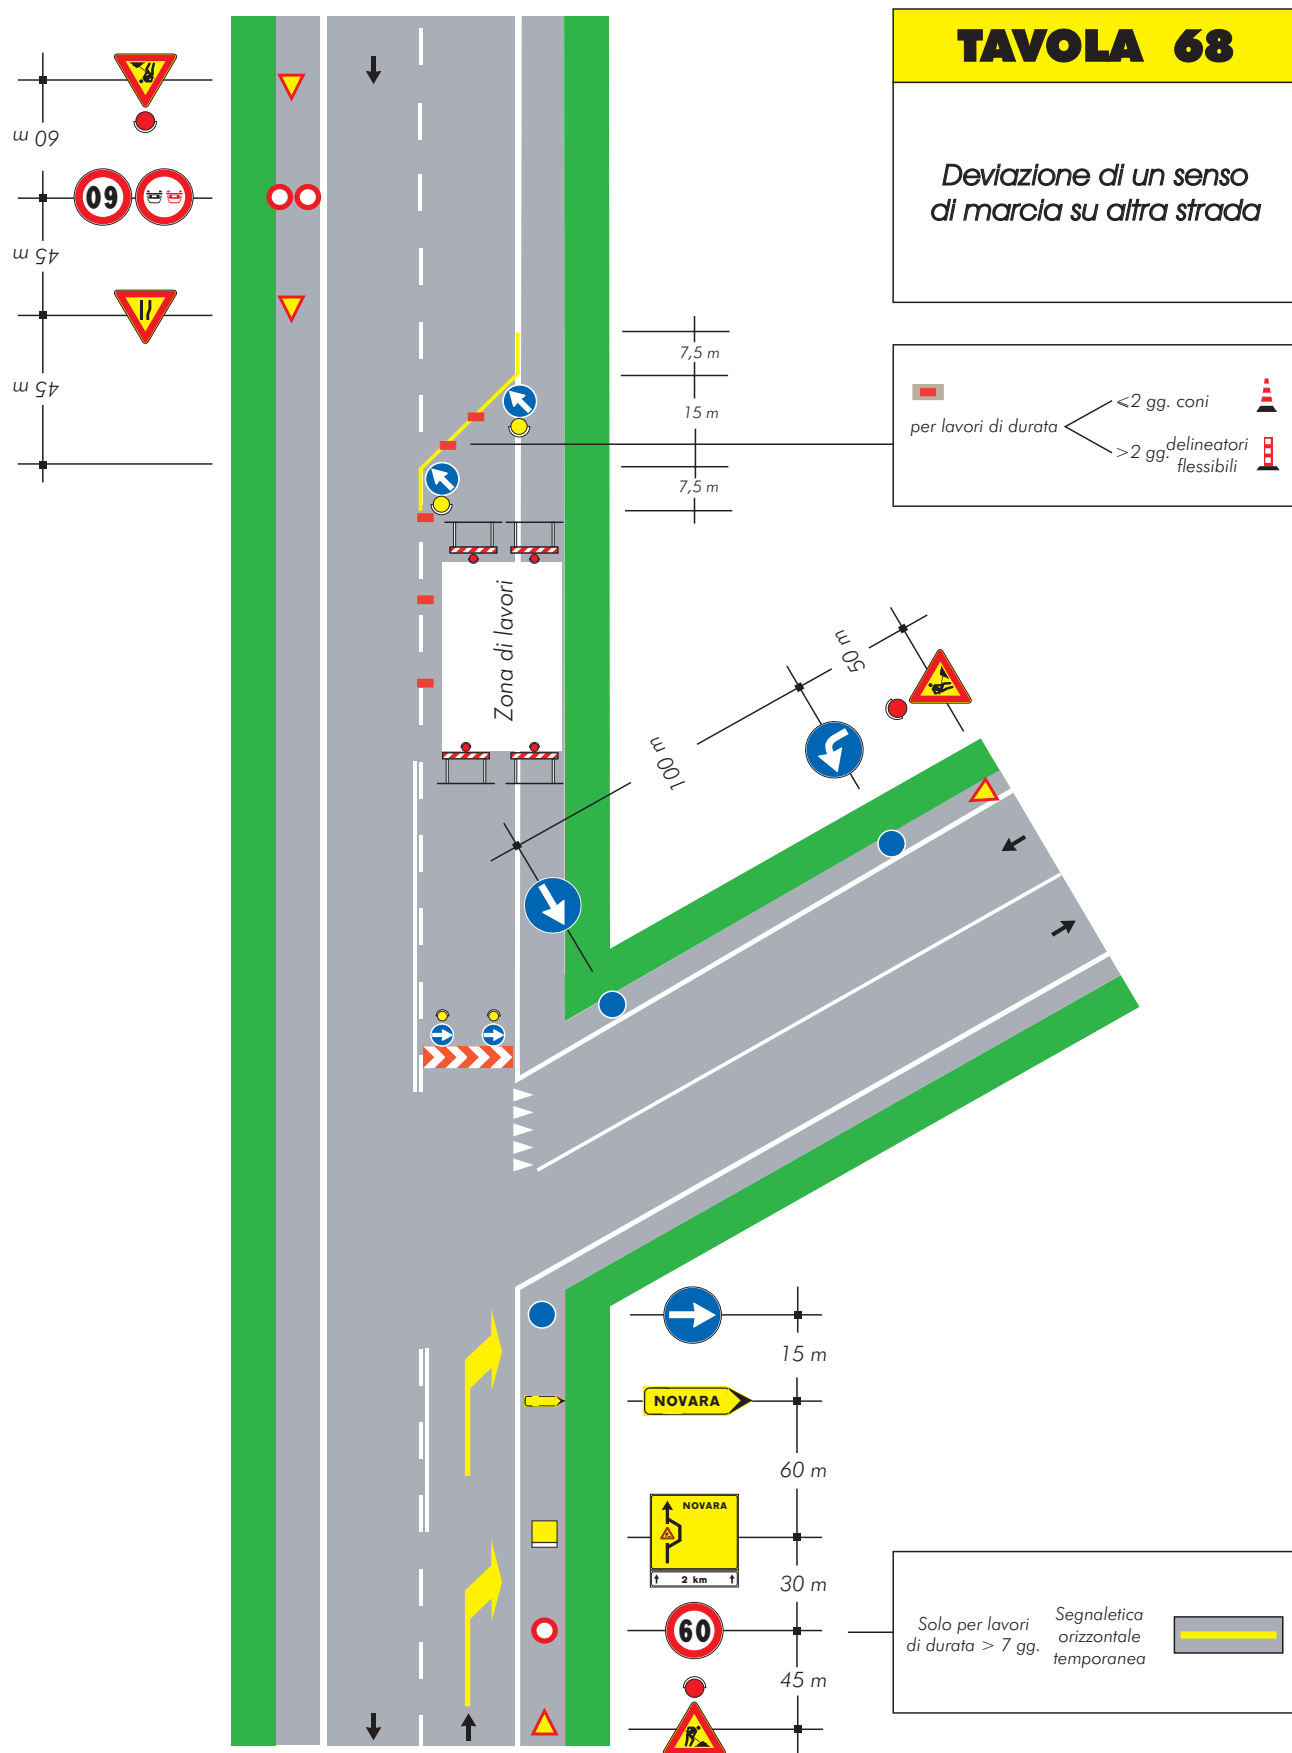 TAVOLA 68
Deviazione di un senso
di marcia su altra strada
60 m
60
45 m
45 m
7,5 m
15 m
7,5 m
per lavori di durata
⩽2 gg. coni
>2 gg. delineatori
flessibili
Zona di lavori
50 m
100 m
15 m
NOVARA
60 m
NOVARA
2 km
30 m
60
45 m
Solo per lavori
di durata > 7 gg.
Segnaletica
orizzontale
temporanea